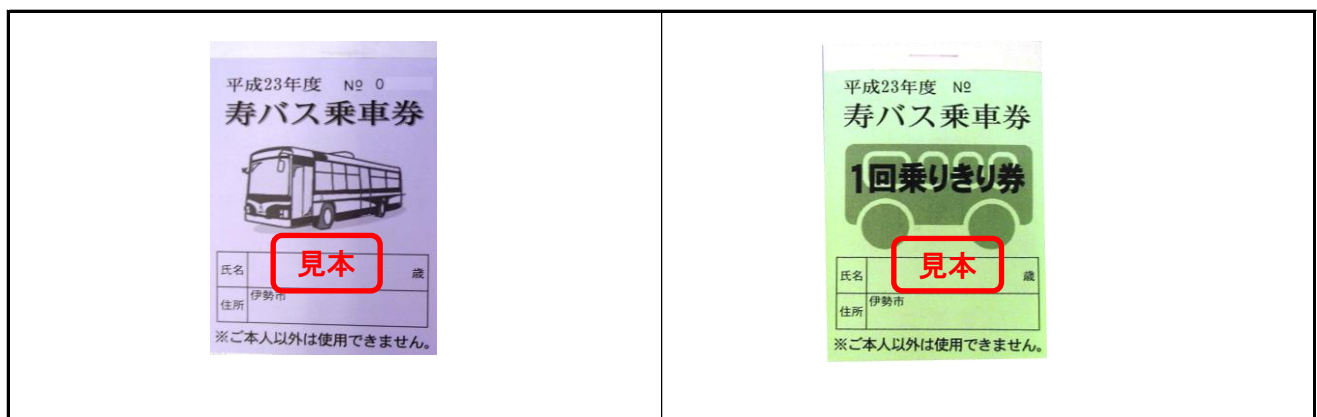 平成23年度 № 0
寿バス乗車券
見本
氏名 歳
住所 伊勢市
※ご本人以外は使用できません。
平成23年度 №
寿バス乗車券
1回乗りきり券
見本
氏名 歳
住所 伊勢市
※ご本人以外は使用できません。